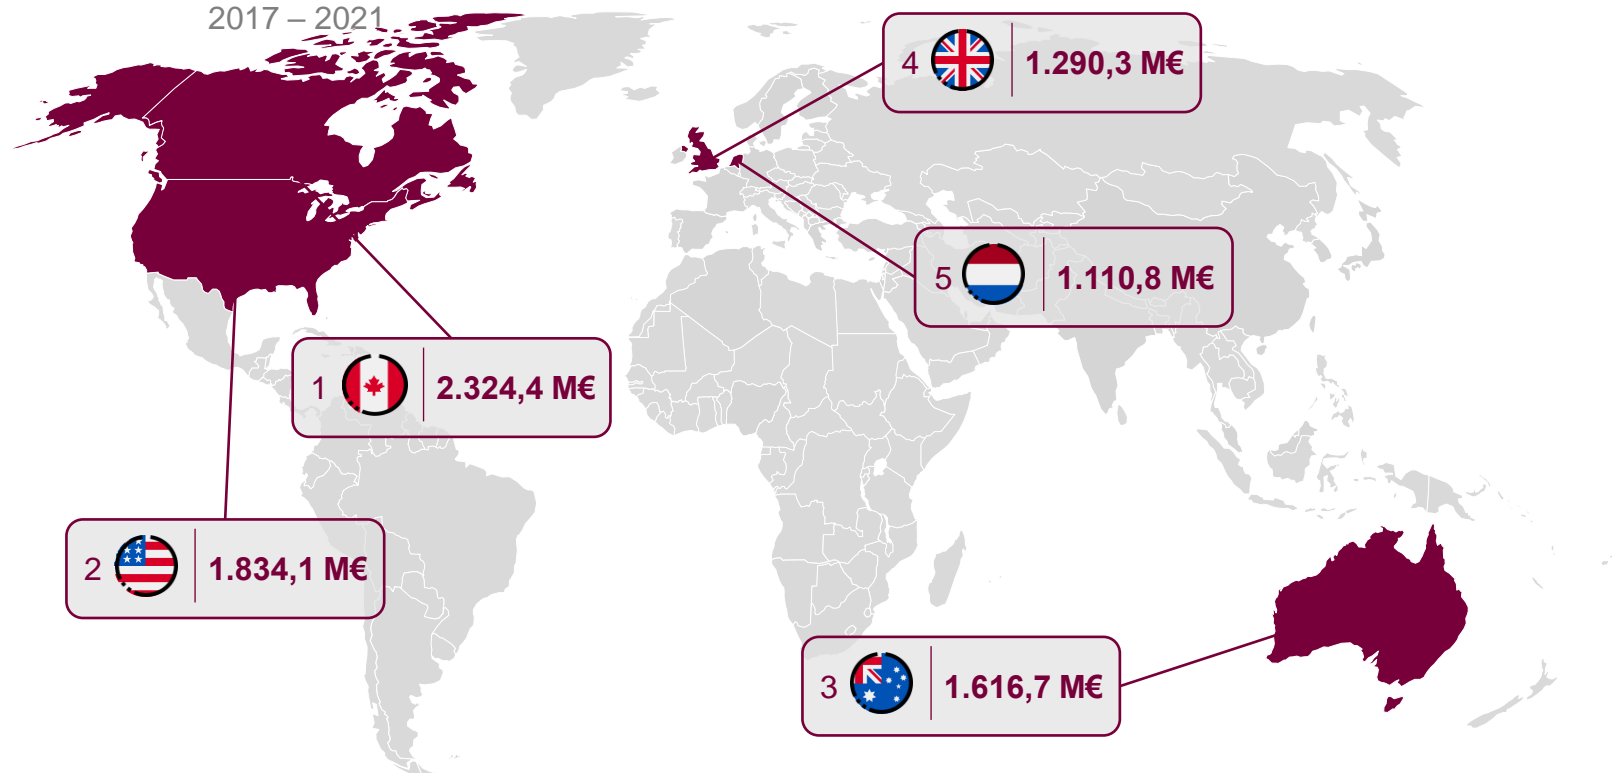 2017 – 2021
4 1.290,3 M€
5 1.110,8 M€
1 2.324,4 M€
2 1.834,1 M€
3 1.616,7 M€